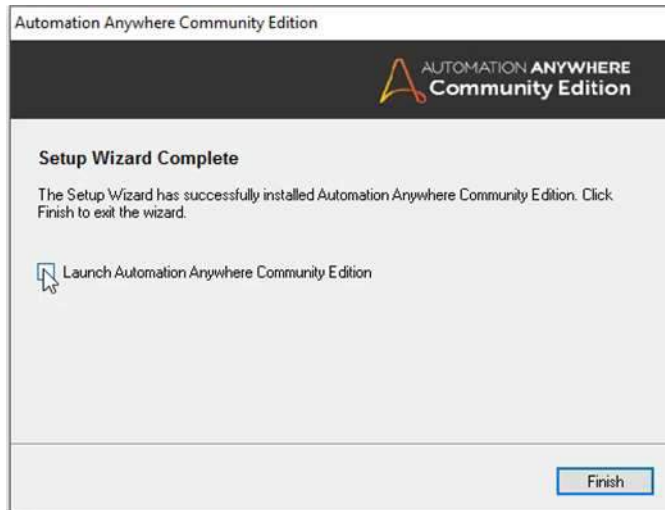 Automation Anywhere Community Edition
AUTOMATION ANYWHERE
Community Edition
Setup Wizard Complete
The Setup Wizard has successfully installed Automation Anywhere Community Edition. Click
Finish to exit the wizard.
Launch Automation Anywhere Community Edition
Finish